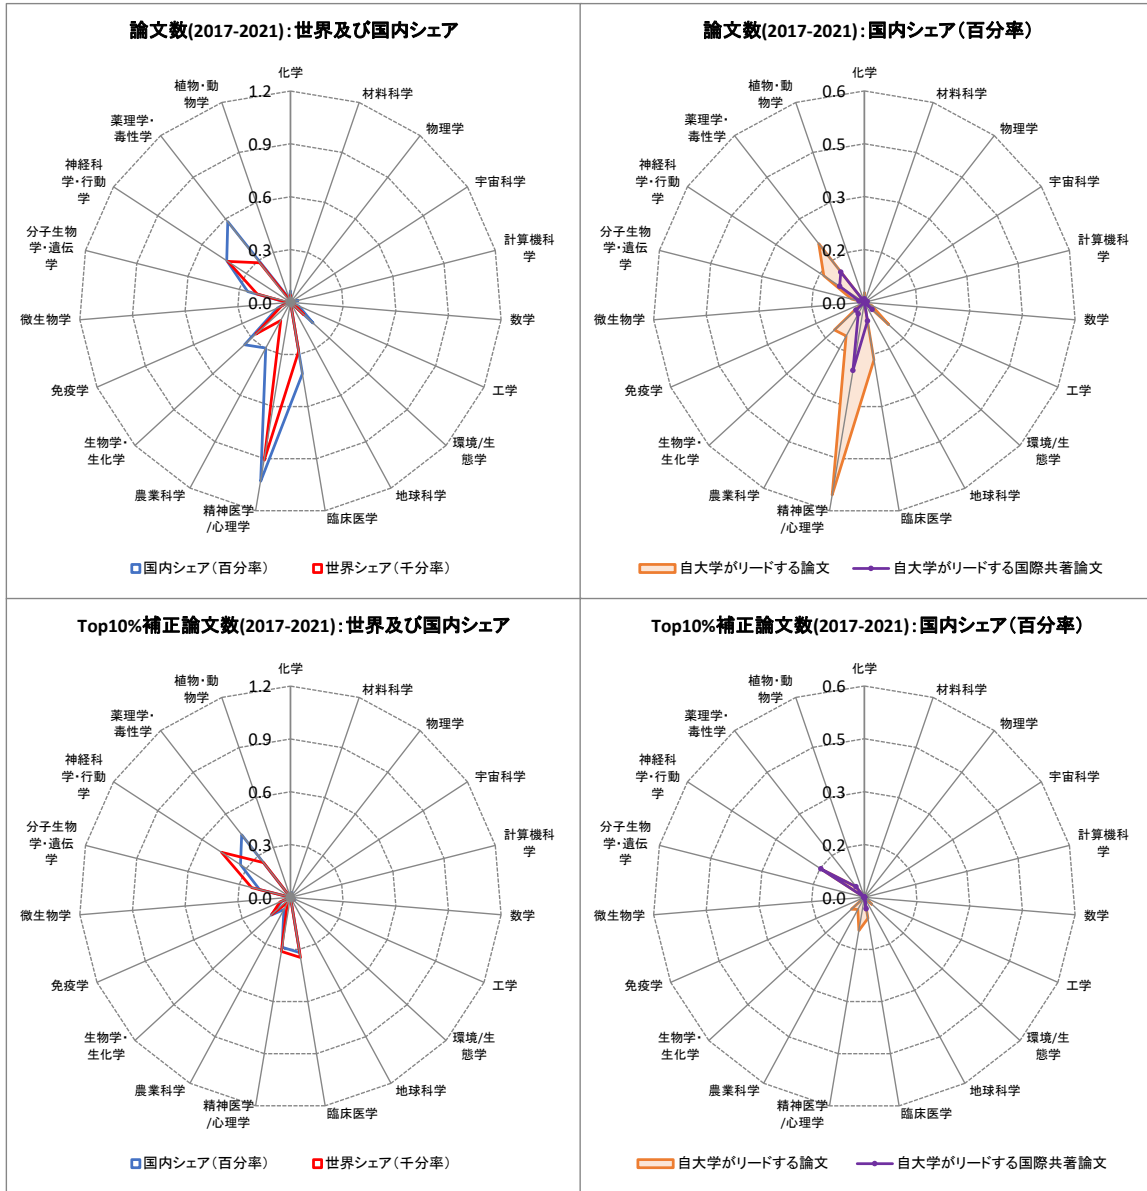 論文数(2017-2021)：世界及び国内シェア
化学
材料科学
物理学
宇宙科学
計算機科
学
数学
工学
環境/生
態学
地球科学
臨床医学
精神医学
/心理学
農業科学
生物学・
生化学
免疫学
微生物学
分子生物
学・遺伝
学
神経科
学・行動
学
薬理学・
毒性学
植物・動
物学
1.2
0.9
0.6
0.3
0.0
国内シェア（百分率）
世界シェア（千分率）
論文数(2017-2021)：国内シェア（百分率）
化学
材料科学
物理学
宇宙科学
計算機科
学
数学
工学
環境/生
態学
地球科学
臨床医学
精神医学
/心理学
農業科学
生物学・
生化学
免疫学
微生物学
分子生物
学・遺伝
学
神経科
学・行動
学
薬理学・
毒性学
植物・動
物学
0.6
0.5
0.3
0.2
0.0
自大学がリードする論文
自大学がリードする国際共著論文
Top10%補正論文数(2017-2021)：世界及び国内シェア
化学
材料科学
物理学
宇宙科学
計算機科
学
数学
工学
環境/生
態学
地球科学
臨床医学
精神医学
/心理学
農業科学
生物学・
生化学
免疫学
微生物学
分子生物
学・遺伝
学
神経科
学・行動
学
薬理学・
毒性学
植物・動
物学
1.2
0.9
0.6
0.3
0.0
国内シェア（百分率）
世界シェア（千分率）
Top10%補正論文数(2017-2021)：国内シェア（百分率）
化学
材料科学
物理学
宇宙科学
計算機科
学
数学
工学
環境/生
態学
地球科学
臨床医学
精神医学
/心理学
農業科学
生物学・
生化学
免疫学
微生物学
分子生物
学・遺伝
学
神経科
学・行動
学
薬理学・
毒性学
植物・動
物学
0.6
0.5
0.3
0.2
0.0
自大学がリードする論文
自大学がリードする国際共著論文